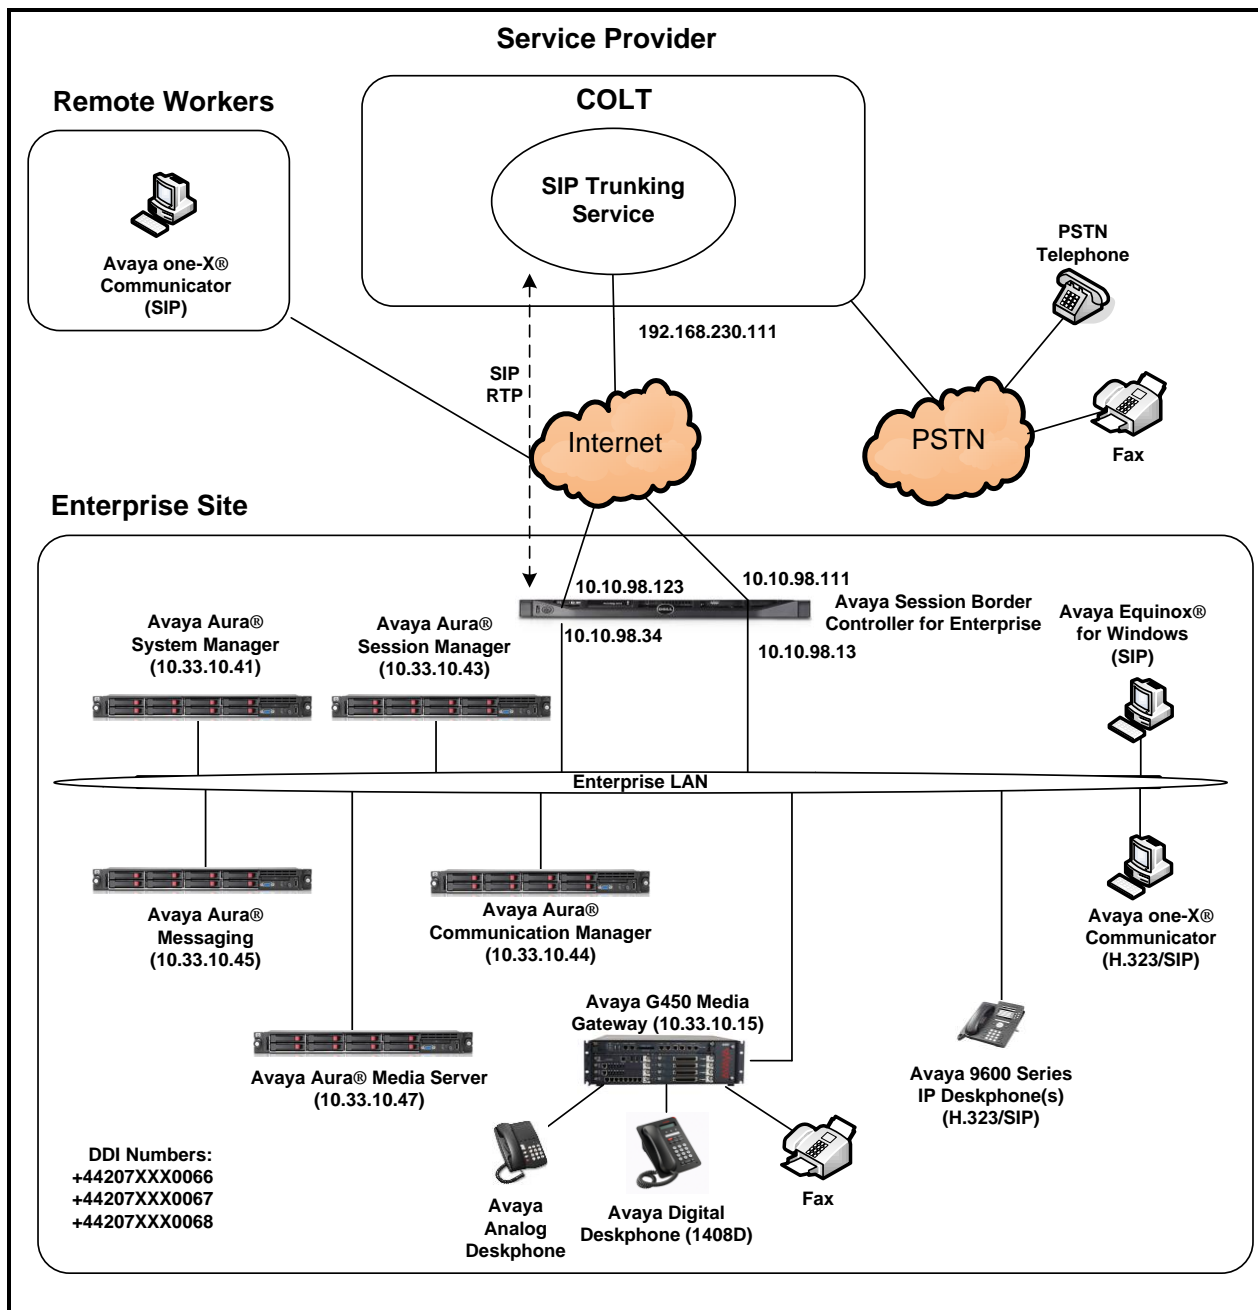 Service Provider
Remote Workers
COLT
SIP Trunking
Service
Avaya one-X®
Communicator
(SIP)
PSTN
Telephone
192.168.230.111
SIP
RTP
Internet
PSTN
Fax
Enterprise Site
10.10.98.123
10.10.98.111
Avaya Session Border
Controller for Enterprise
10.10.98.34
10.10.98.13
Avaya Aura®
System Manager
(10.33.10.41)
Avaya Aura®
Session Manager
(10.33.10.43)
Avaya Equinox®
for Windows
(SIP)
Enterprise LAN
Avaya Aura®
Messaging
(10.33.10.45)
Avaya Aura®
Communication Manager
(10.33.10.44)
Avaya one-X®
Communicator
(H.323/SIP)
Avaya G450 Media
Gateway (10.33.10.15)
Avaya Aura® Media Server
(10.33.10.47)
Avaya 9600 Series
IP Deskphone(s)
(H.323/SIP)
DDI Numbers:
+44207XXX0066
+44207XXX0067
+44207XXX0068
Avaya
Analog
Deskphone
Avaya Digital
Deskphone (1408D)
Fax